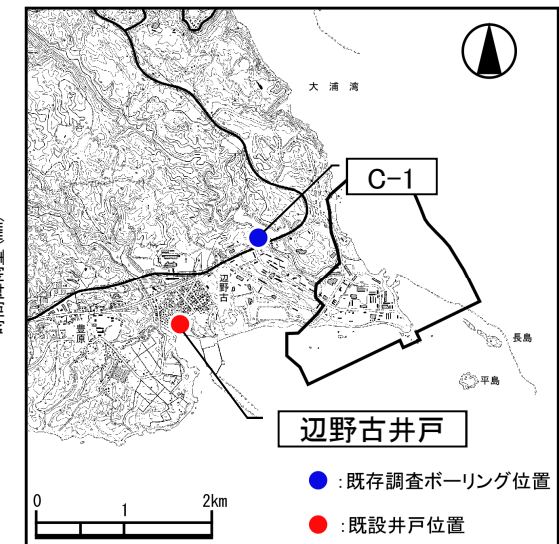 大浦湾
C-1
辺野古
豊原
長島
平島
辺野古井戸
0 1 2km
:既存調査ボーリング位置
:既設井戸位置